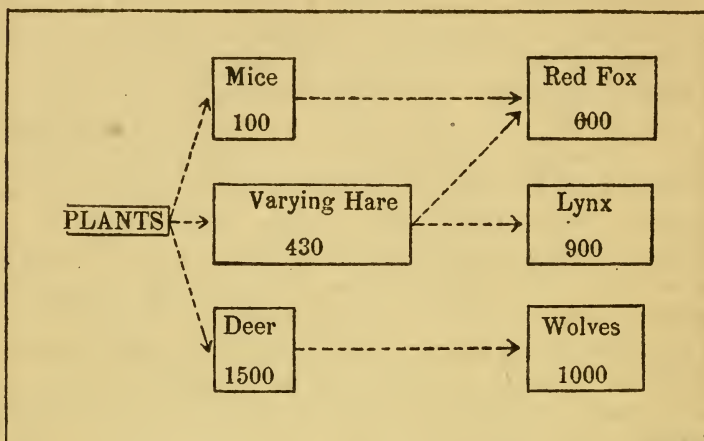 Mice
100
Red Fox
600
PLANTS
Varying Hare
430
Lynx
900
Deer
1500
Wolves
1000